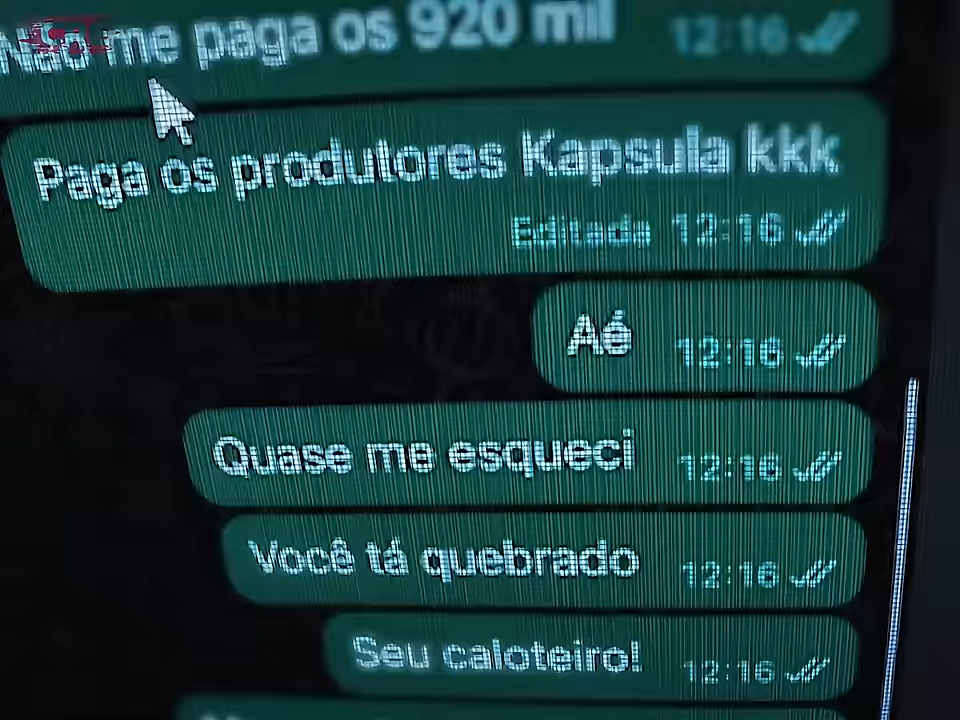 Não me paga os 920 mil 12:16
Paga os produtores Kapsula kkk
Editada 12:16
Aé 12:16
Quase me esqueci 12:16
Você tá quebrado 12:16
Seu caloteiro! 12:16